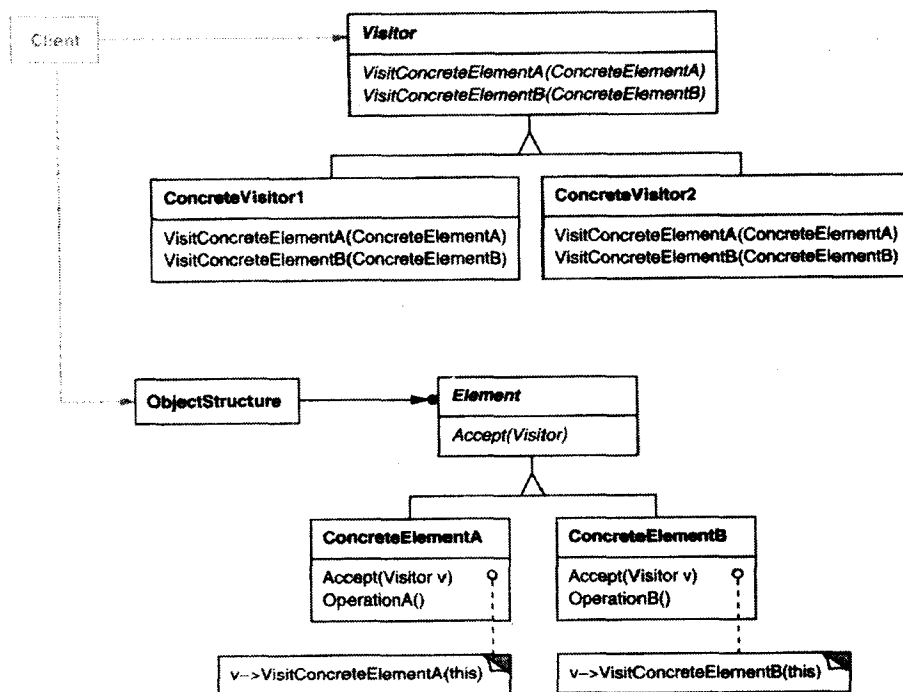 Client
Visitor
VisitConcreteElementA(ConcreteElementA)
VisitConcreteElementB(ConcreteElementB)
ConcreteVisitor1
VisitConcreteElementA(ConcreteElementA)
VisitConcreteElementB(ConcreteElementB)
ConcreteVisitor2
VisitConcreteElementA(ConcreteElementA)
VisitConcreteElementB(ConcreteElementB)
ObjectStructure
Element
Accept(Visitor)
ConcreteElementA
Accept(Visitor v)
OperationA()
ConcreteElementB
Accept(Visitor v)
OperationB()
v-->VisitConcreteElementA(this)
v-->VisitConcreteElementB(this)